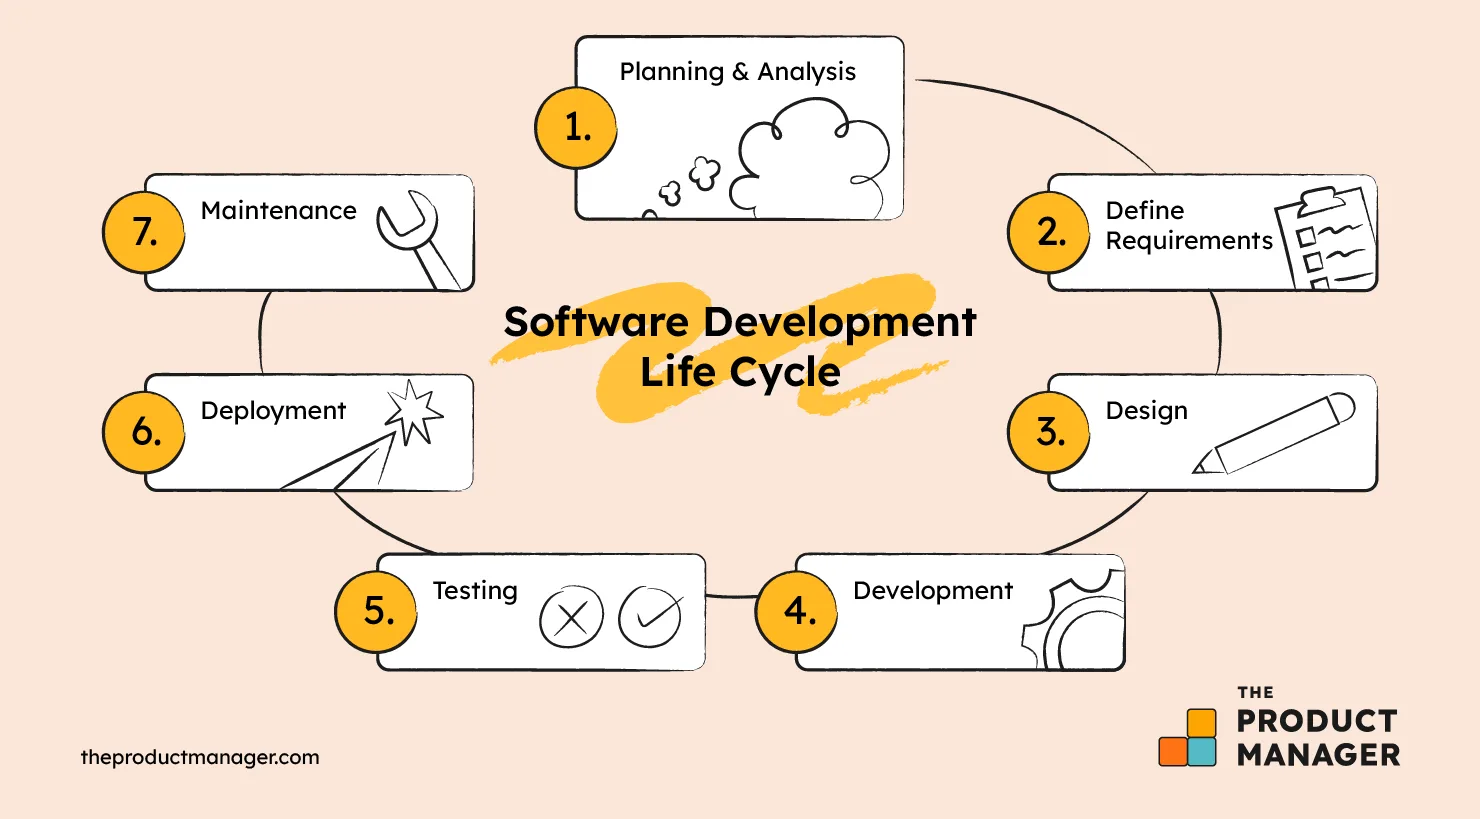 Planning & Analysis
1.
2.
Define
Requirements
3.
Design
4.
Development
5.
Testing
6.
Deployment
7.
Maintenance
Software Development
Life Cycle
theproductmanager.com
THE
PRODUCT
MANAGER